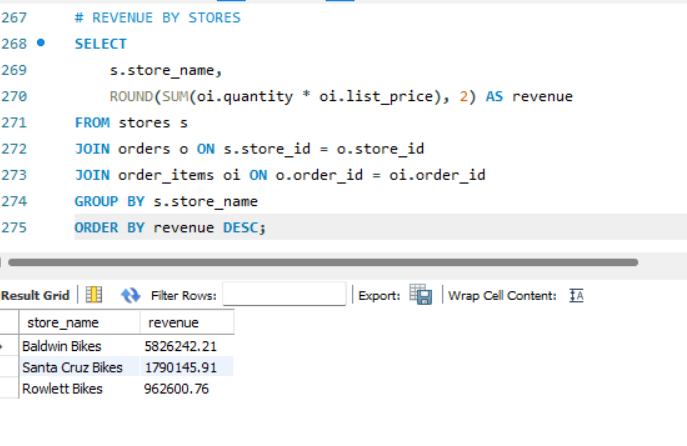 267 # REVENUE BY STORES
268 SELECT
269 s.store_name,
270 ROUND(SUM(oi.quantity * oi.list_price), 2) AS revenue
271 FROM stores s
272 JOIN orders o ON s.store_id = o.store_id
273 JOIN order_items oi ON o.order_id = oi.order_id
274 GROUP BY s.store_name
275 ORDER BY revenue DESC;
Result Grid Filter Rows: Export: Wrap Cell Content: IA
store_name revenue
Baldwin Bikes 5826242.21
Santa Cruz Bikes 1790145.91
Rowlett Bikes 962600.76